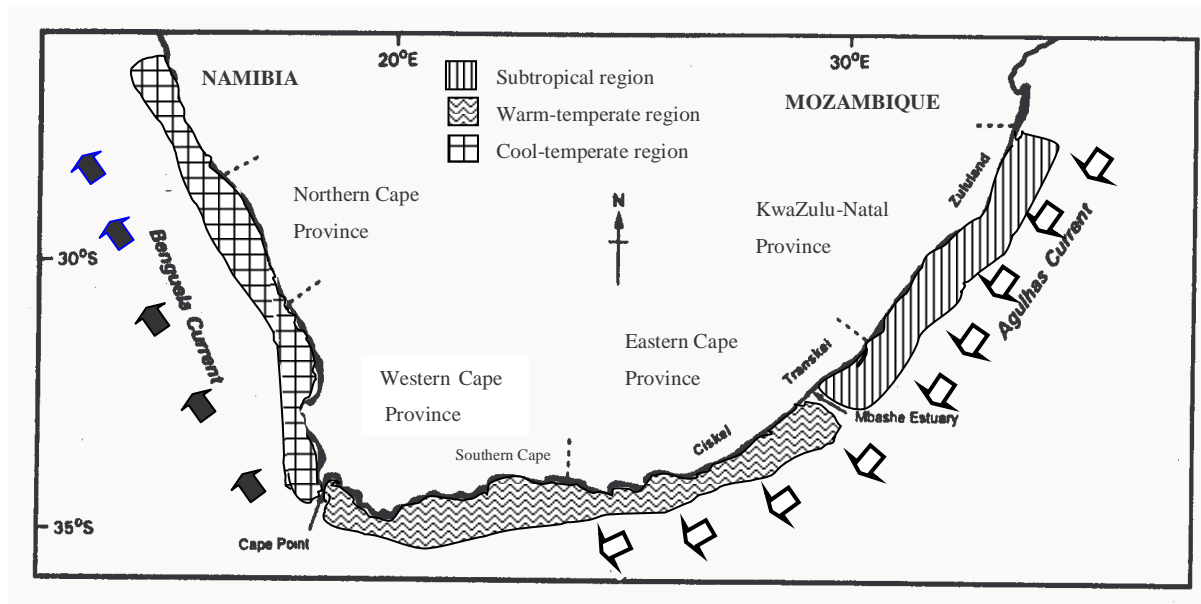 20°E
30°E
NAMIBIA
Subtropical region
MOZAMBIQUE
Warm-temperate region
Cool-temperate region
Zululand
Northern Cape
Province
N
KwaZulu-Natal
Province
30°S
Benguela Current
Agulhas Current
Eastern Cape
Province
Transkei
Western Cape
Province
Mbashe Estuary
Ciskei
Southern Cape
35°S
Cape Point